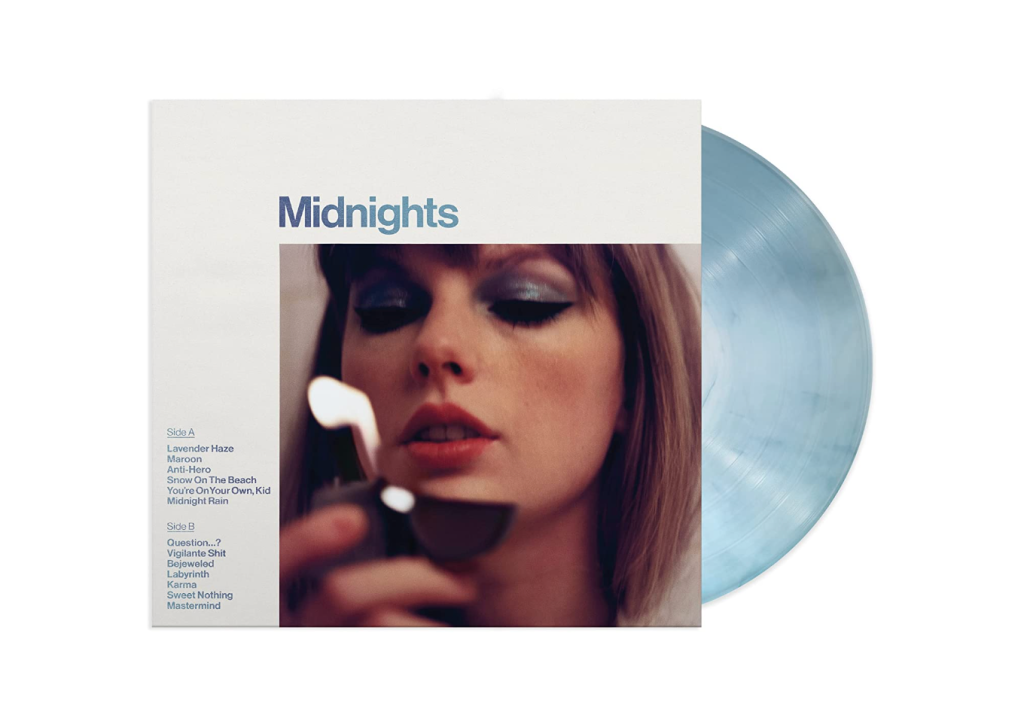 Midnights
Side A
Lavender Haze
Maroon
Anti-Hero
Snow On The Beach
You're On Your Own, Kid
Midnight Rain
Side B
Question...?
Vigilante Shit
Bejeweled
Labyrinth
Karma
Sweet Nothing
Mastermind